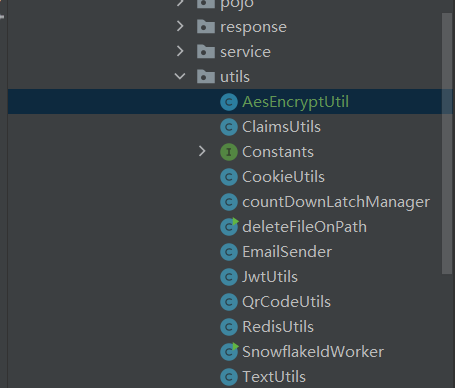 pojo
response
service
utils
AesEncryptUtil
ClaimsUtils
Constants
CookieUtils
countDownLatchManager
deleteFileOnPath
EmailSender
JwtUtils
QrCodeUtils
RedisUtils
SnowflakeIdWorker
TextUtils